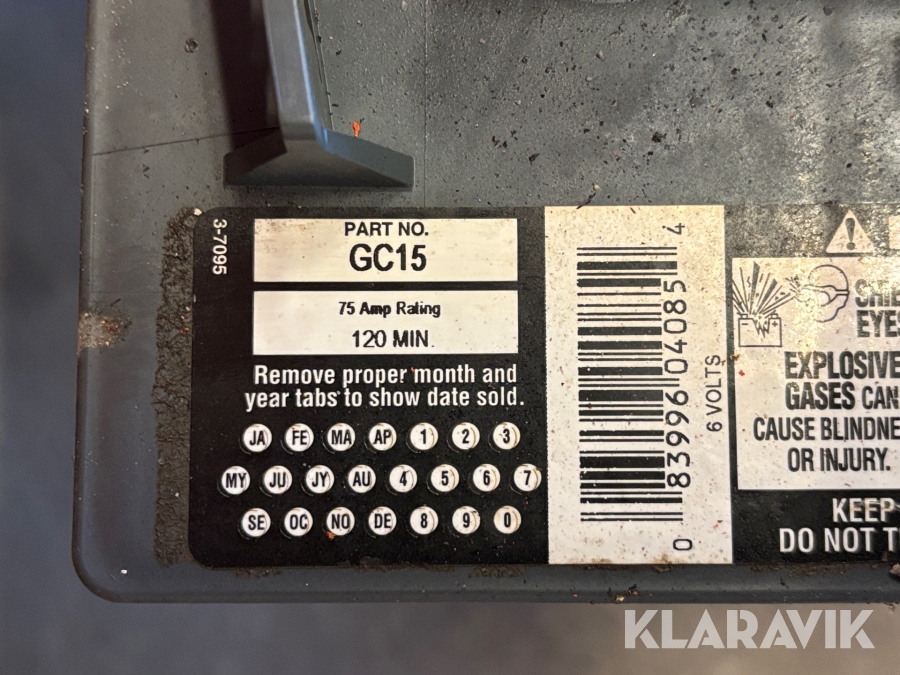 3-7095
PART NO.
GC15
75 Amp Rating
120 MIN.
Remove proper month and
year tabs to show date sold.
JA FE MA AP 1 2 3
MY JU JY AU 4 5 6 7
SE OC NO DE 8 9 0
0 83996 04085 4
6 VOLTS
EYES
EXPLOSIVE
GASES CAN
CAUSE
OR INJURY.
KEEP
DO NOT
KLARAVIK